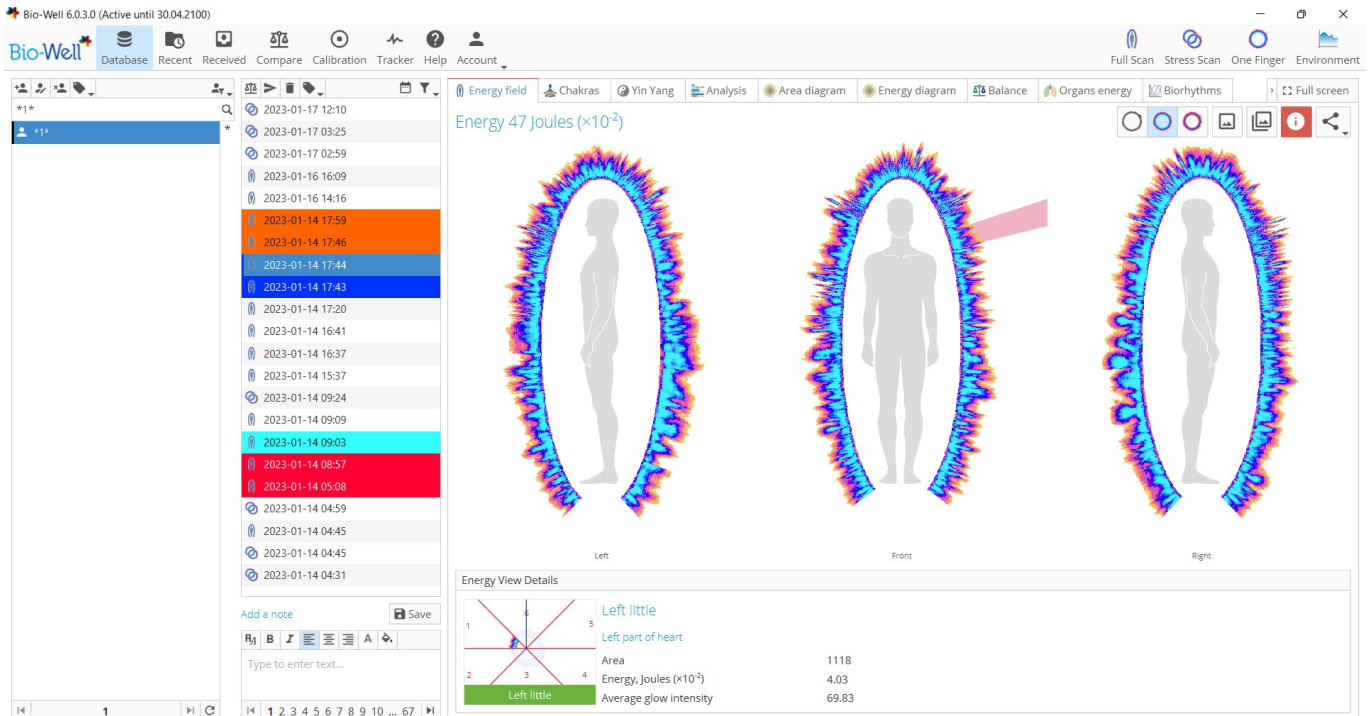 Bio-Well 6.0.3.0 (Active until 30.04.2100)
Bio-Well
Database Recent Received Compare Calibration Tracker Help Account Full Scan Stress Scan One Finger Environment
Energy field Chakras Yin Yang Analysis Area diagram Energy diagram Balance Organs energy Biorhythms Full screen
*1*
*1* *
2023-01-17 12:10
2023-01-17 03:25
2023-01-17 02:59
2023-01-16 16:09
2023-01-16 14:16
2023-01-14 17:59
2023-01-14 17:46
2023-01-14 17:44
2023-01-14 17:43
2023-01-14 17:20
2023-01-14 16:41
2023-01-14 16:37
2023-01-14 15:37
2023-01-14 09:24
2023-01-14 09:09
2023-01-14 09:03
2023-01-14 08:57
2023-01-14 05:08
2023-01-14 04:59
2023-01-14 04:45
2023-01-14 04:45
2023-01-14 04:31
Add a note Save
B I A
Type to enter text...
1
1 2 3 4 5 6 7 8 9 10 ... 67
Energy 47 Joules (×10⁻²)
Left Front Right
Energy View Details
1 6 5
2 3 4
Left little
Left little
Left part of heart
Area 1118
Energy, Joules (×10⁻²) 4.03
Average glow intensity 69.83